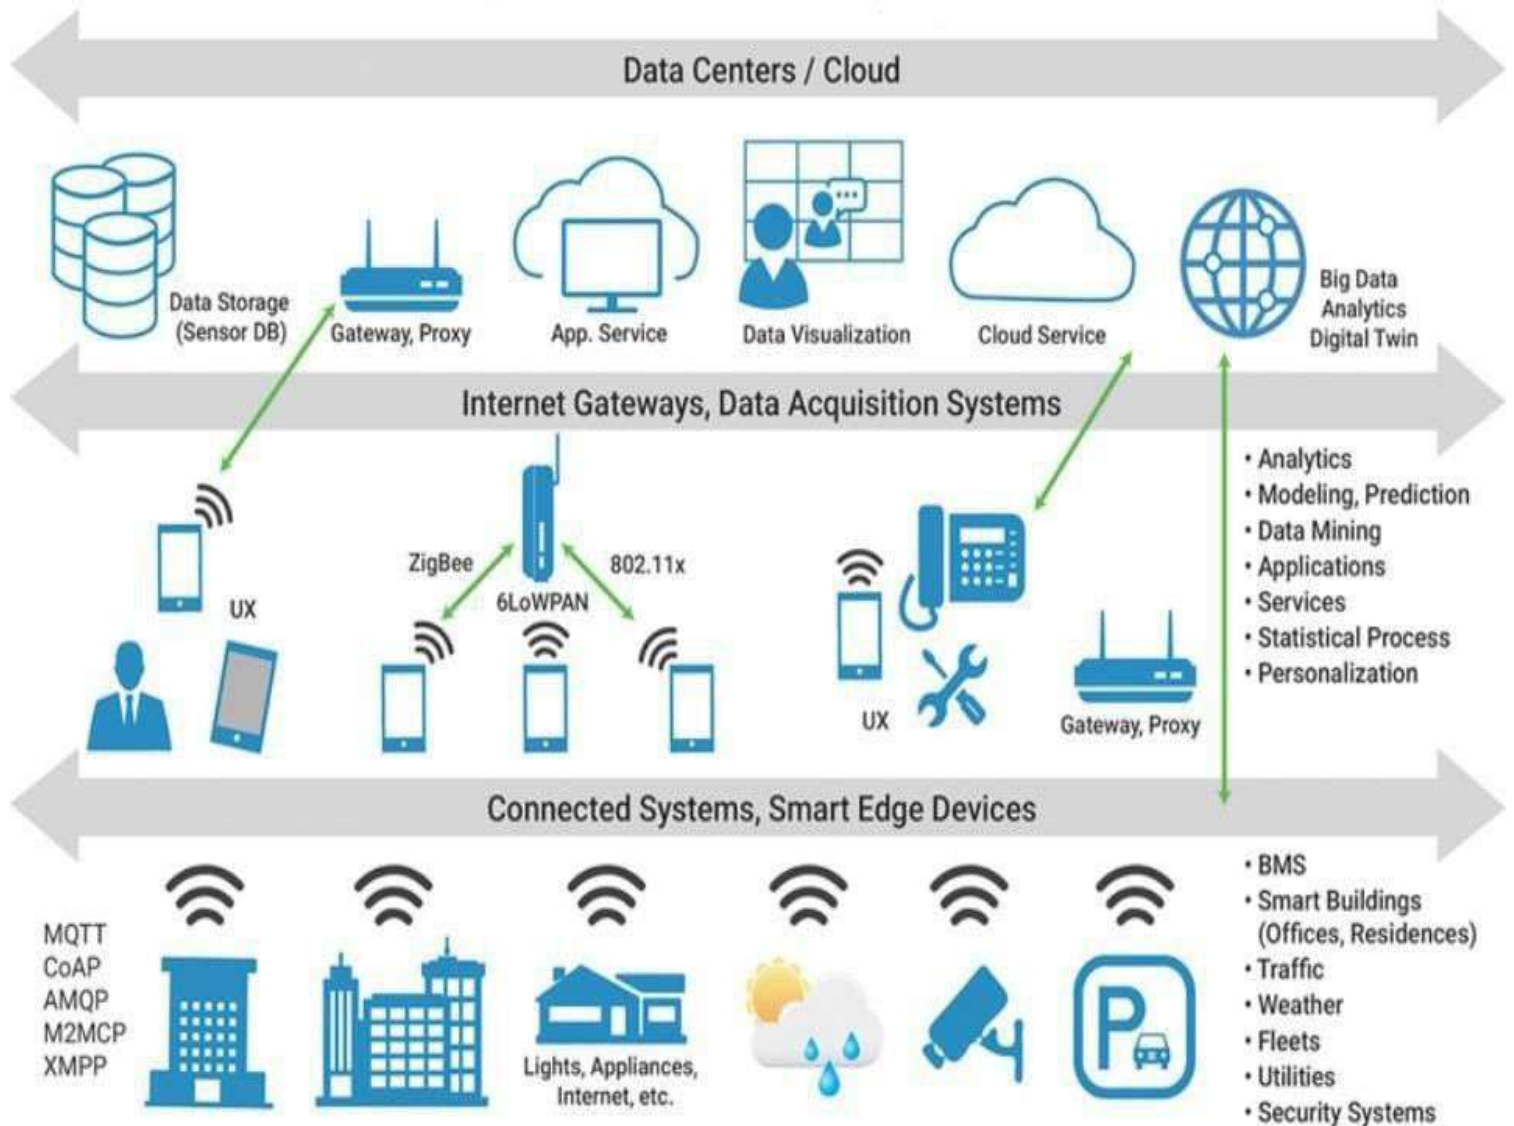 Data Centers / Cloud
Data Storage
(Sensor DB)
Gateway, Proxy
App. Service
Data Visualization
Cloud Service
Big Data
Analytics
Digital Twin
Internet Gateways, Data Acquisition Systems
UX
ZigBee
802.11x
6LoWPAN
UX
Gateway, Proxy
• Analytics
• Modeling, Prediction
• Data Mining
• Applications
• Services
• Statistical Process
• Personalization
Connected Systems, Smart Edge Devices
MQTT
CoAP
AMQP
M2MCP
XMPP
Lights, Appliances,
Internet, etc.
P
• BMS
• Smart Buildings
(Offices, Residences)
• Traffic
• Weather
• Fleets
• Utilities
• Security Systems